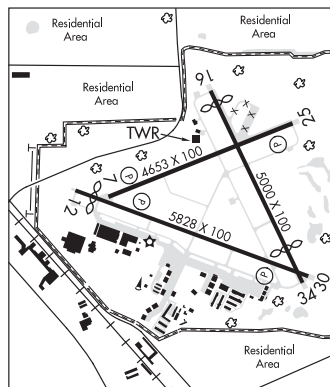 Residential
Area
Residential
Area
Residential
Area
16
25
TWR
4653 X 100
P
P
P
7
12
5000 X 100
5828 X 100
P
34
30
Residential
Area